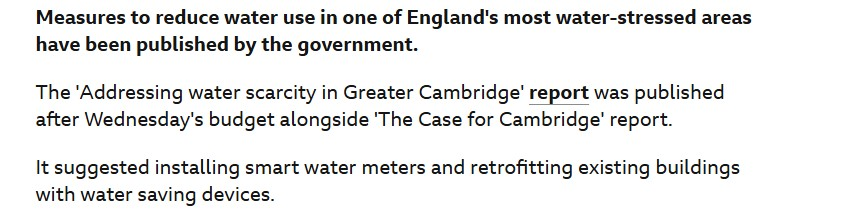 Measures to reduce water use in one of England's most water-stressed areas
have been published by the government.
The 'Addressing water scarcity in Greater Cambridge' report was published
after Wednesday's budget alongside 'The Case for Cambridge' report.
It suggested installing smart water meters and retrofitting existing buildings
with water saving devices.